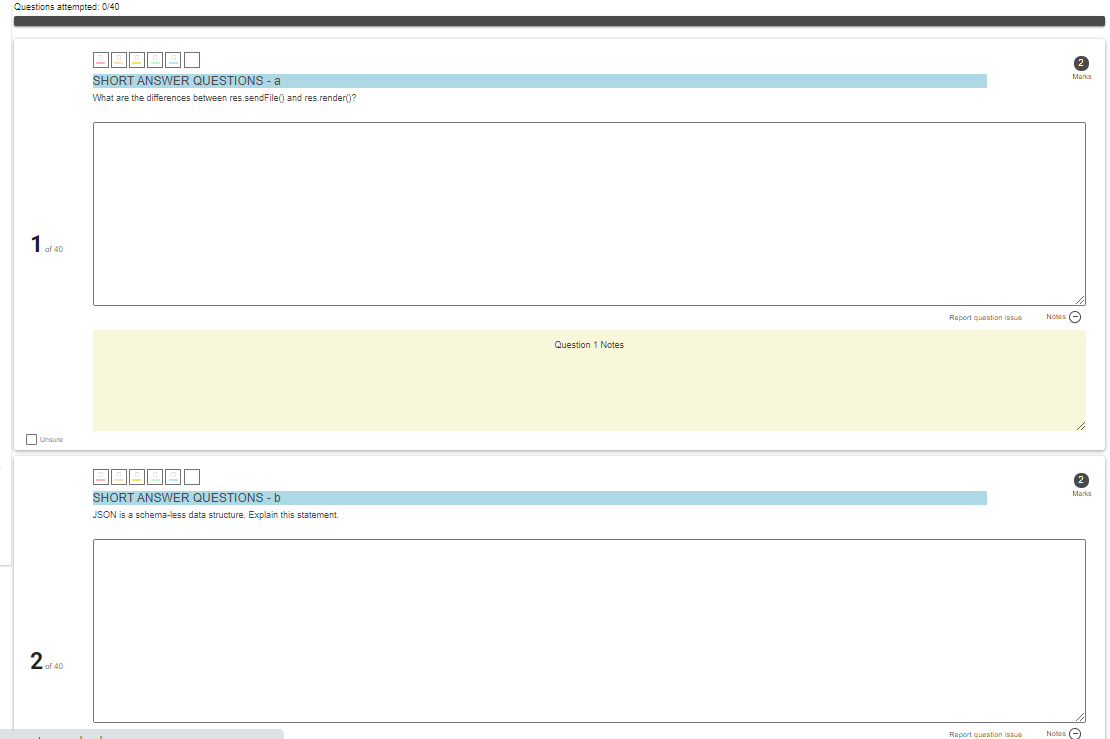 Questions attempted: 0/40
SHORT ANSWER QUESTIONS - a
2
Marks
What are the differences between res.sendFile() and res.render()?
1 of 40
Report question issue
Notes
Question 1 Notes
Unsure
SHORT ANSWER QUESTIONS - b
2
Marks
JSON is a schema-less data structure. Explain this statement.
2 of 40
Report question issue
Notes